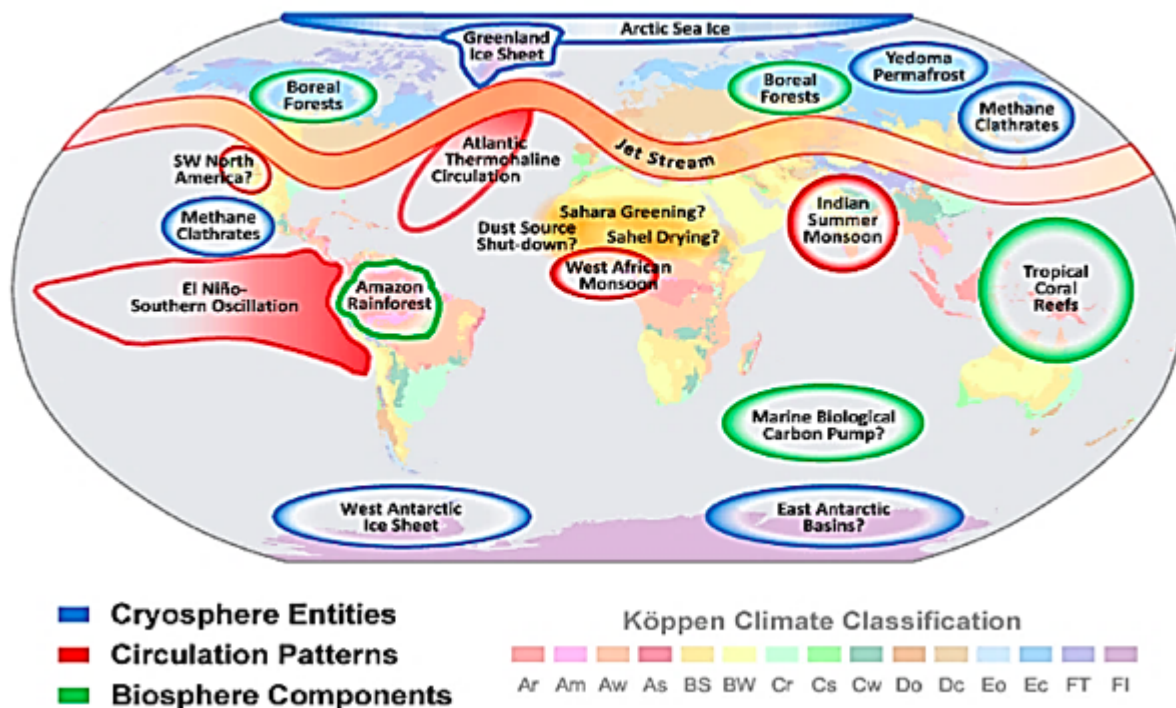 Arctic Sea Ice
Greenland
Ice Sheet
Yedoma
Permafrost
Boreal
Forests
Boreal
Forests
Methane
Clathrates
Jet Stream
Atlantic
Thermohaline
Circulation
SW North
America?
Methane
Clathrates
Sahara Greening?
Dust Source
Shut-down?
Sahel Drying?
Indian
Summer
Monsoon
West African
Monsoon
El Niño-
Southern Oscillation
Amazon
Rainforest
Tropical
Coral
Reefs
Marine Biological
Carbon Pump?
West Antarctic
Ice Sheet
East Antarctic
Basins?
Cryosphere Entities
Circulation Patterns
Biosphere Components
Köppen Climate Classification
Ar Am Aw As BS BW Cr Cs Cw Do Dc Eo Ec FT FI